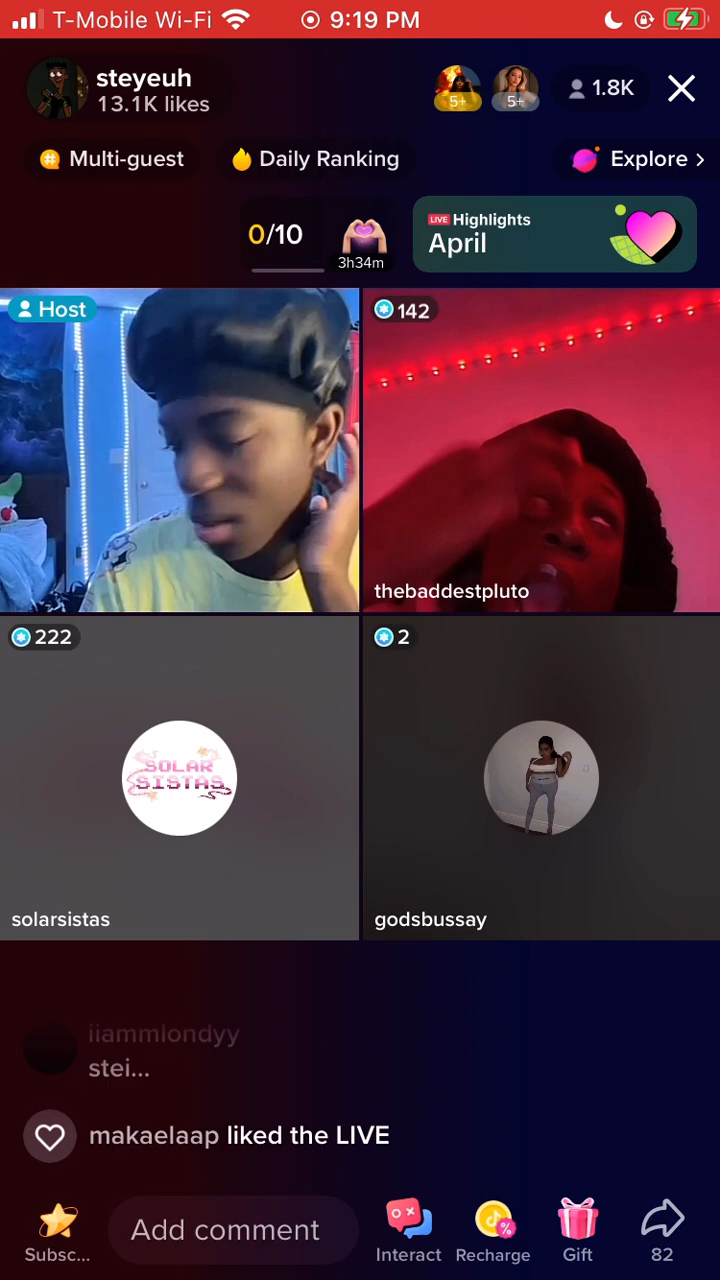 T-Mobile Wi-Fi 9:19 PM
steyeuh
13.1K likes
5+ 5+
1.8K
Multi-guest
Daily Ranking
Explore >
0/10
3h34m
LIVE Highlights
April
Host
142
thebaddestpluto
222
2
SOLAR
SISTAS
solarsistas
godsbussay
iiammlondyy
stei...
makaelaap liked the LIVE
Add comment
Subsc... Interact Recharge Gift 82